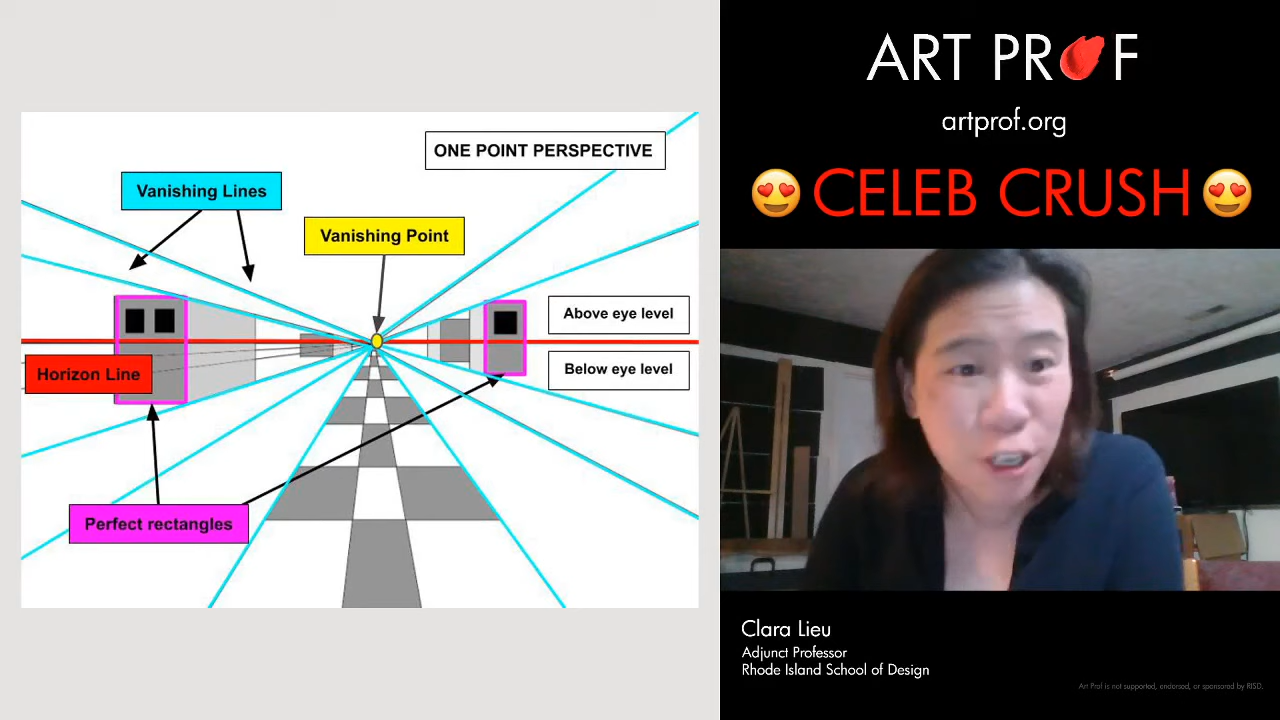 ONE POINT PERSPECTIVE
Vanishing Lines
Vanishing Point
Above eye level
Horizon Line
Below eye level
Perfect rectangles
ART PROF
artprof.org
😍 CELEB CRUSH 😍
Clara Lieu
Adjunct Professor
Rhode Island School of Design
Art Prof is not supported, endorsed, or sponsored by RISD.